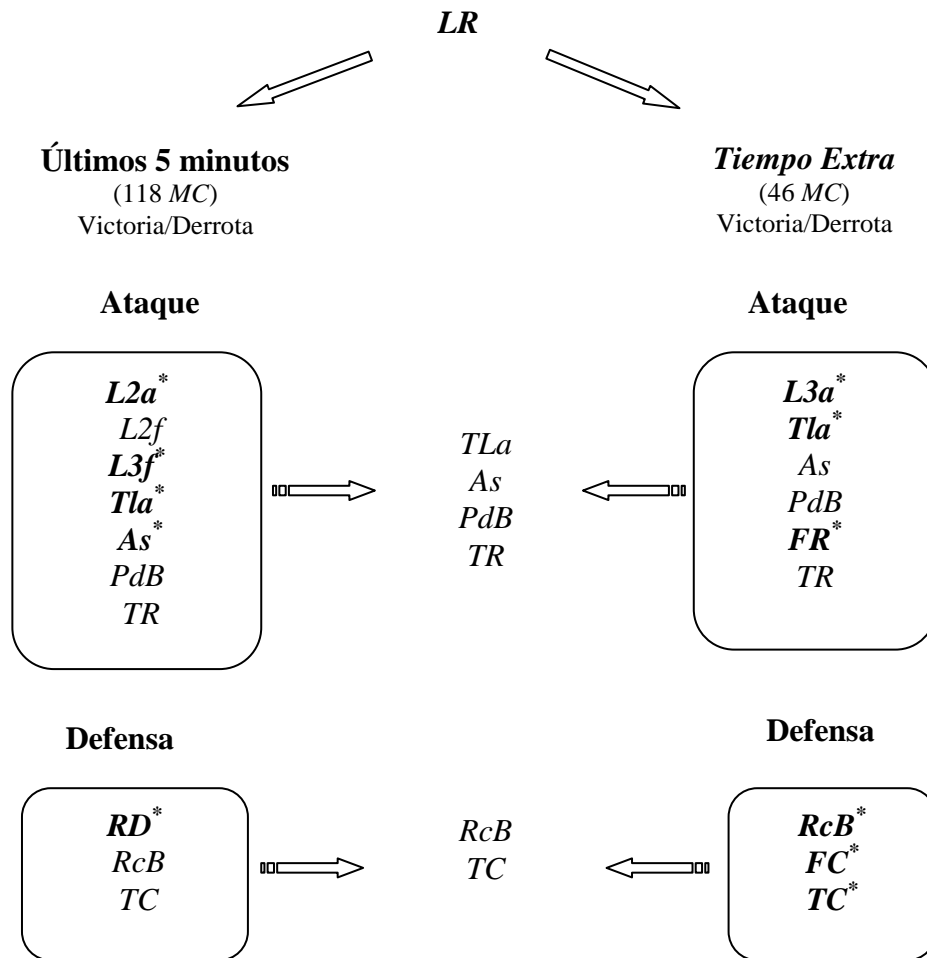 LR
Últimos 5 minutos
(118 MC)
Victoria/Derrota
Tiempo Extra
(46 MC)
Victoria/Derrota
Ataque
L2a*
L2f
L3f*
Tla*
As*
PdB
TR
TLa
As
PdB
TR
Ataque
L3a*
Tla*
As
PdB
FR*
TR
Defensa
RD*
RcB
TC
RcB
TC
Defensa
RcB*
FC*
TC*